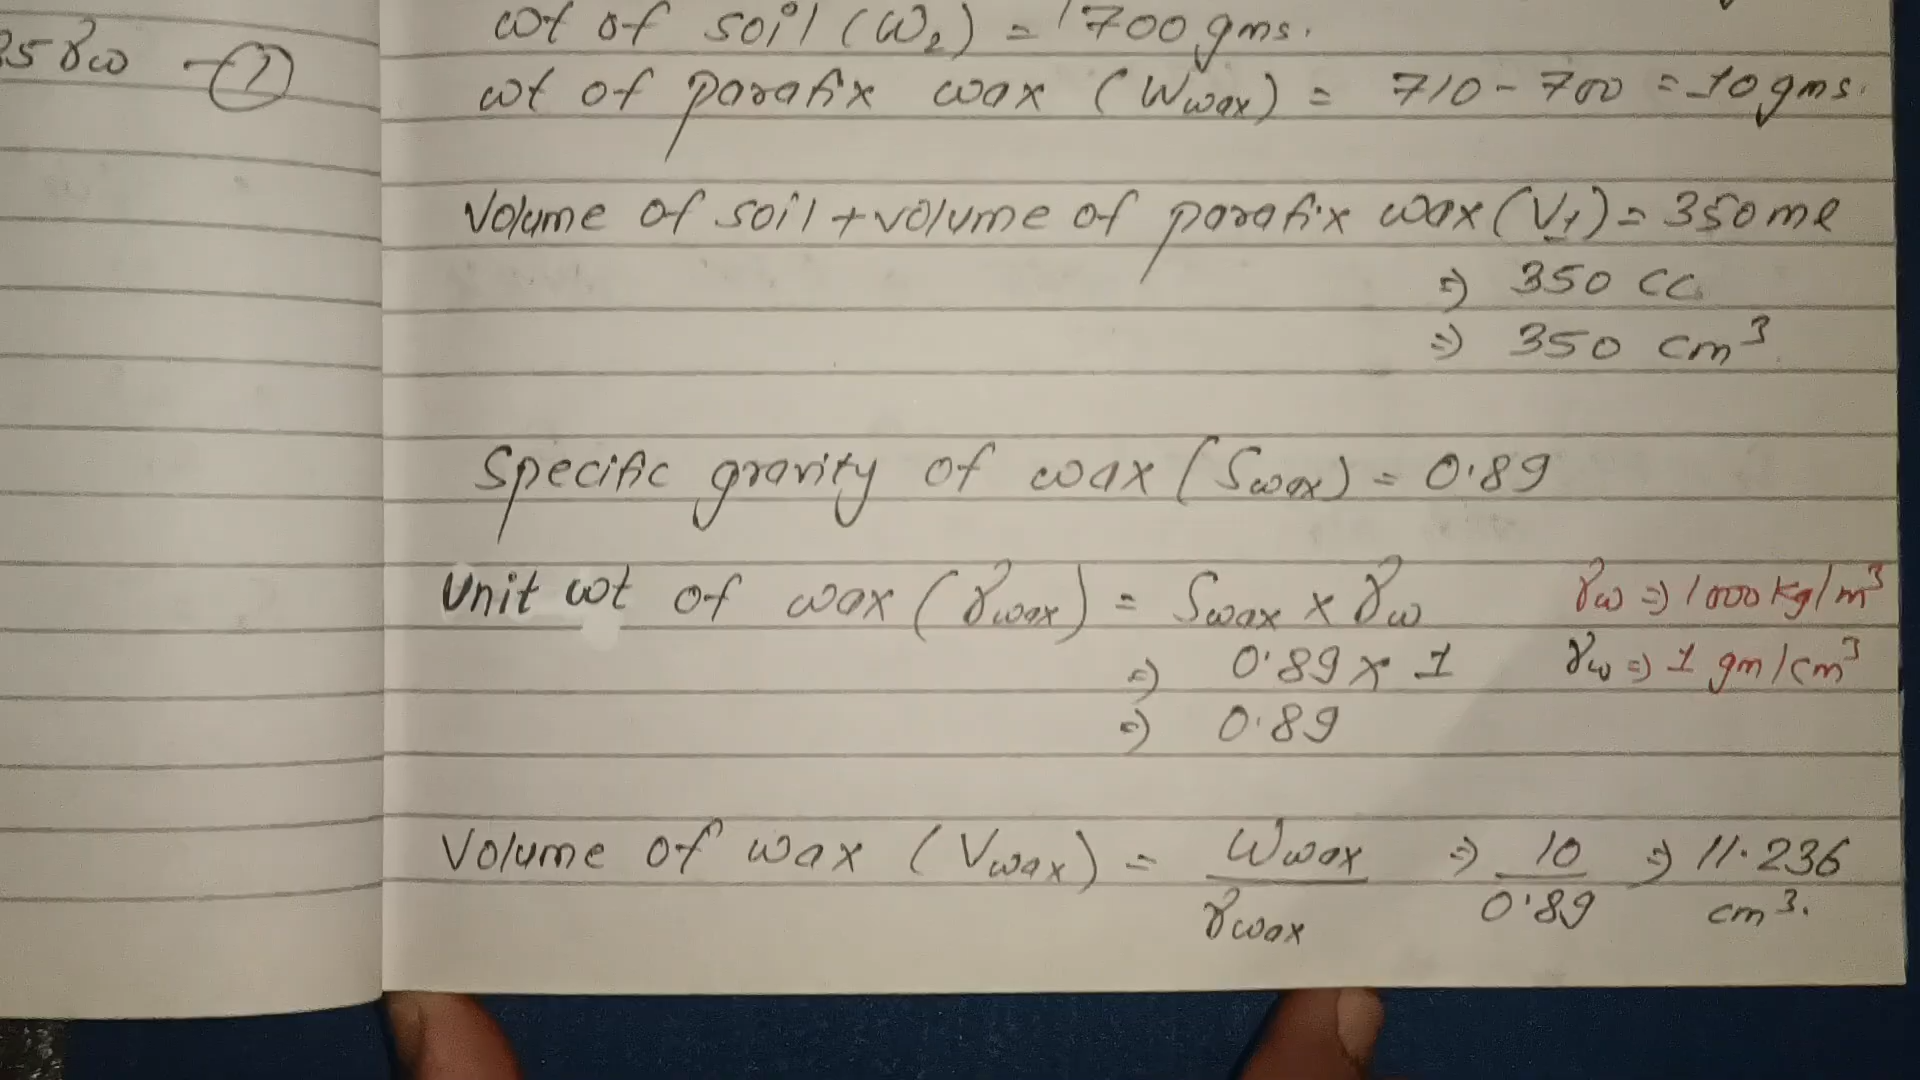 35 γw - 2
wt of soil (W2) = 700 gms.
wt of parafix wax (Wwax) = 710 - 700 = 10 gms.
Volume of soil + volume of parafix wax (V1) = 350 ml
⇒ 350 cc
⇒ 350 cm³
Specific gravity of wax (Swax) = 0.89
Unit wt of wax (γwax) = Swax x γw γw ⇒ 1000 kg/m³
⇒ 0.89 x 1 γw ⇒ 1 gm/cm³
⇒ 0.89
Volume of wax (Vwax) = Wwax/γwax ⇒ 10/0.89 ⇒ 11.236
cm³.